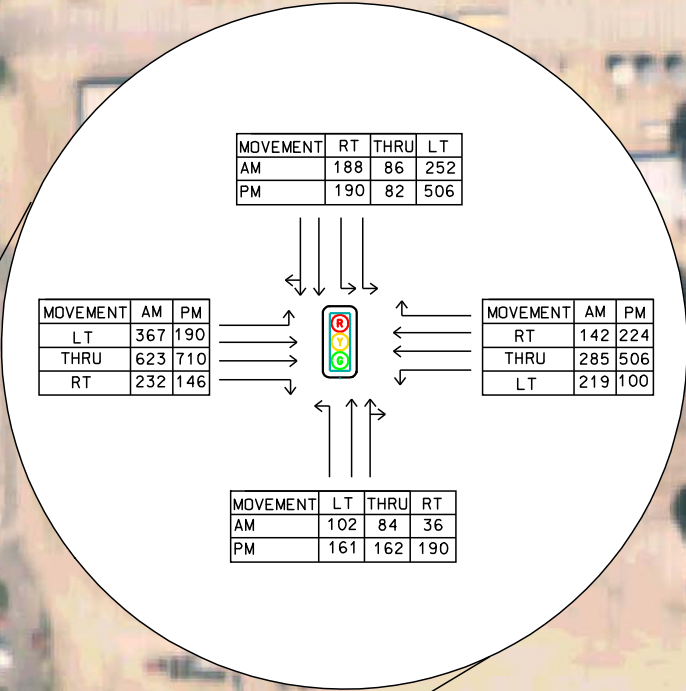 MOVEMENT RT THRU LT
AM 188 86 252
PM 190 82 506
MOVEMENT AM PM
LT 367 190
THRU 623 710
RT 232 146
R
Y
G
MOVEMENT AM PM
RT 142 224
THRU 285 506
LT 219 100
MOVEMENT LT THRU RT
AM 102 84 36
PM 161 162 190